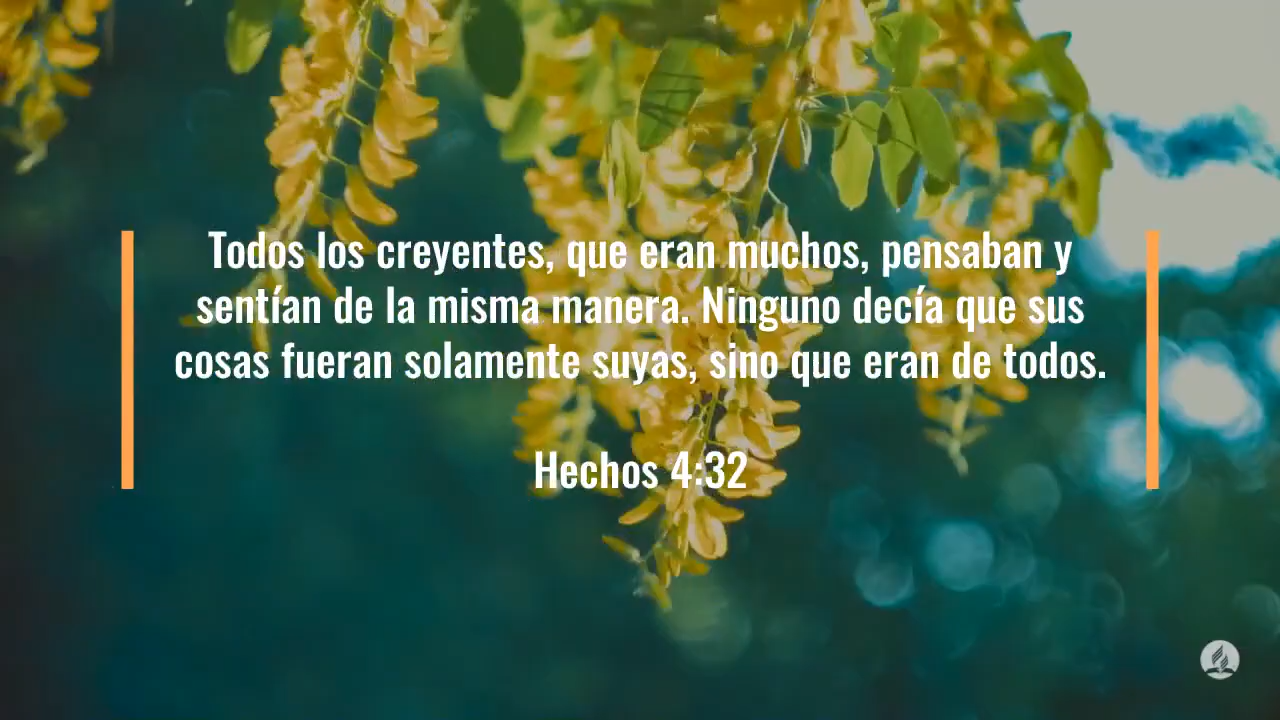 Todos los creyentes, que eran muchos, pensaban y
sentían de la misma manera. Ninguno decía que sus
cosas fueran solamente suyas, sino que eran de todos.
Hechos 4:32